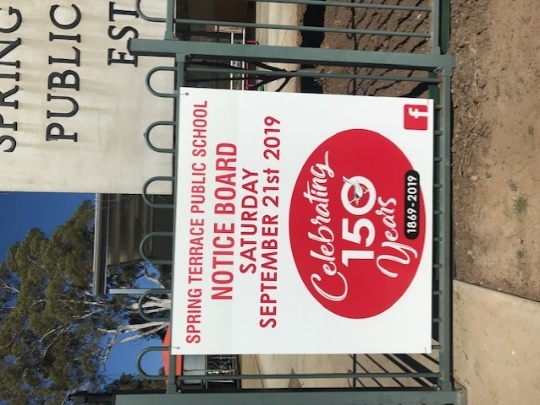 SPRING
PUBLIC
EST
SPRING TERRACE PUBLIC SCHOOL
NOTICE BOARD
SATURDAY
SEPTEMBER 21st 2019
Celebrating
150
Years
1869-2019
f